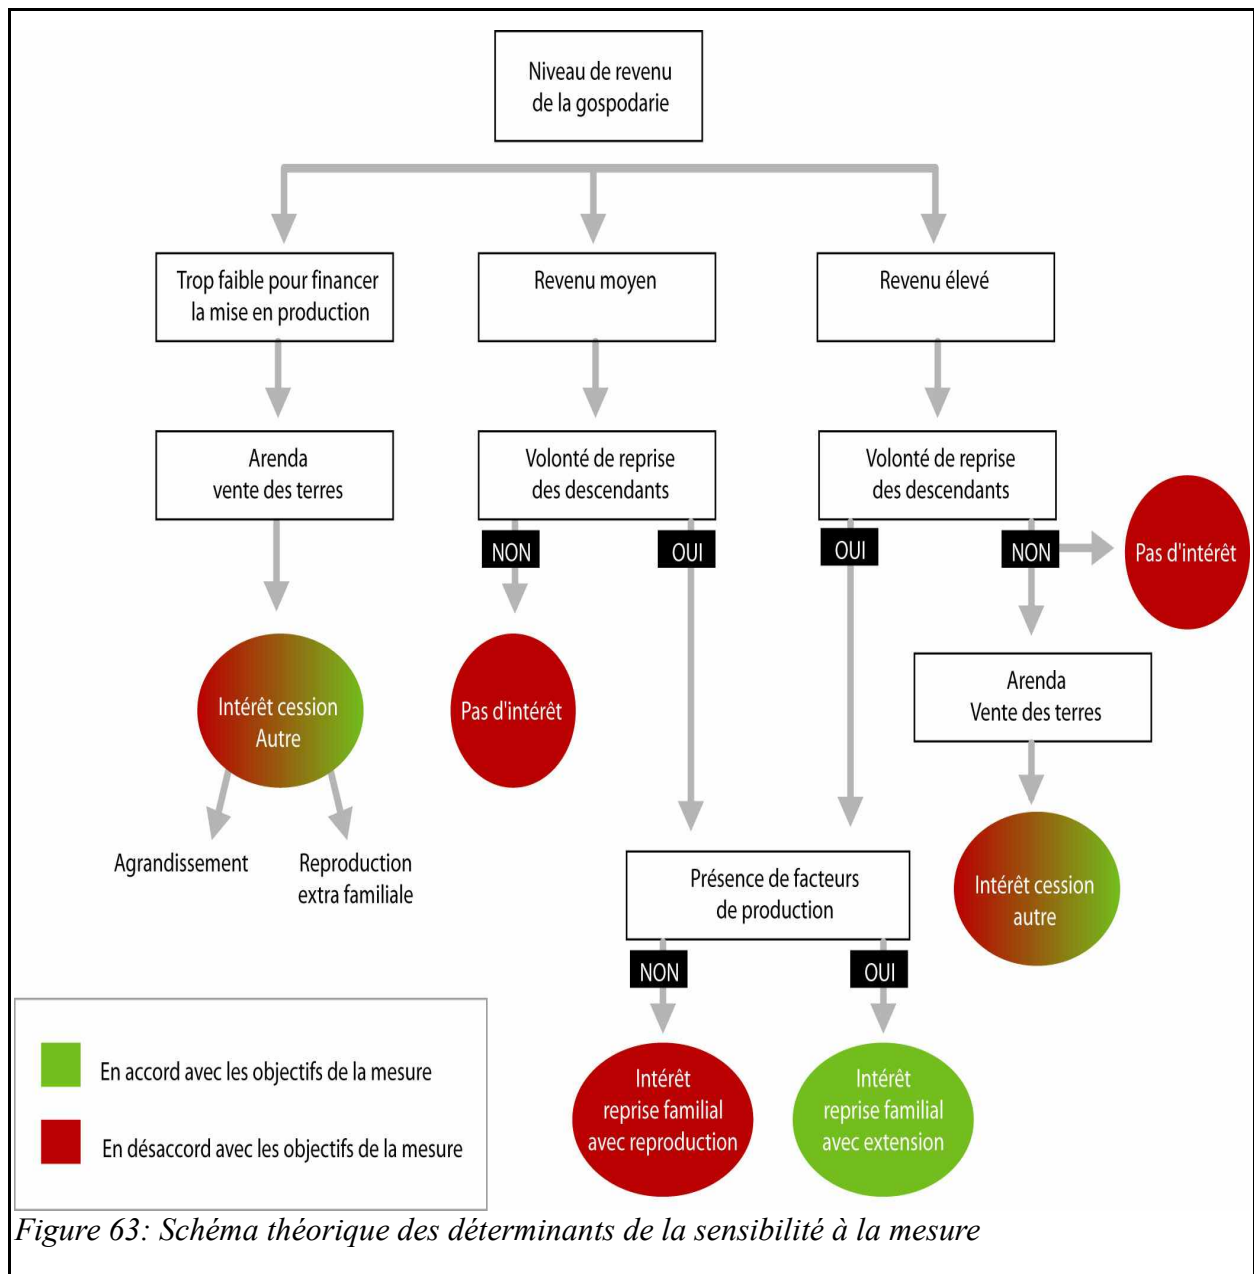 Niveau de revenu
de la gospodarie
Trop faible pour financer
la mise en production
Revenu moyen
Revenu élevé
Arenda
vente des terres
Volonté de reprise
des descendants
Volonté de reprise
des descendants
NON
OUI
OUI
NON
Pas d'intérêt
Intérêt cession
Autre
Pas d'intérêt
Arenda
Vente des terres
Agrandissement
Reproduction
extra familiale
Présence de facteurs
de production
Intérêt cession
autre
NON
OUI
Intérêt
reprise familial
avec reproduction
Intérêt
reprise familial
avec extension
En accord avec les objectifs de la mesure
En désaccord avec les objectifs de la mesure
Figure 63: Schéma théorique des déterminants de la sensibilité à la mesure